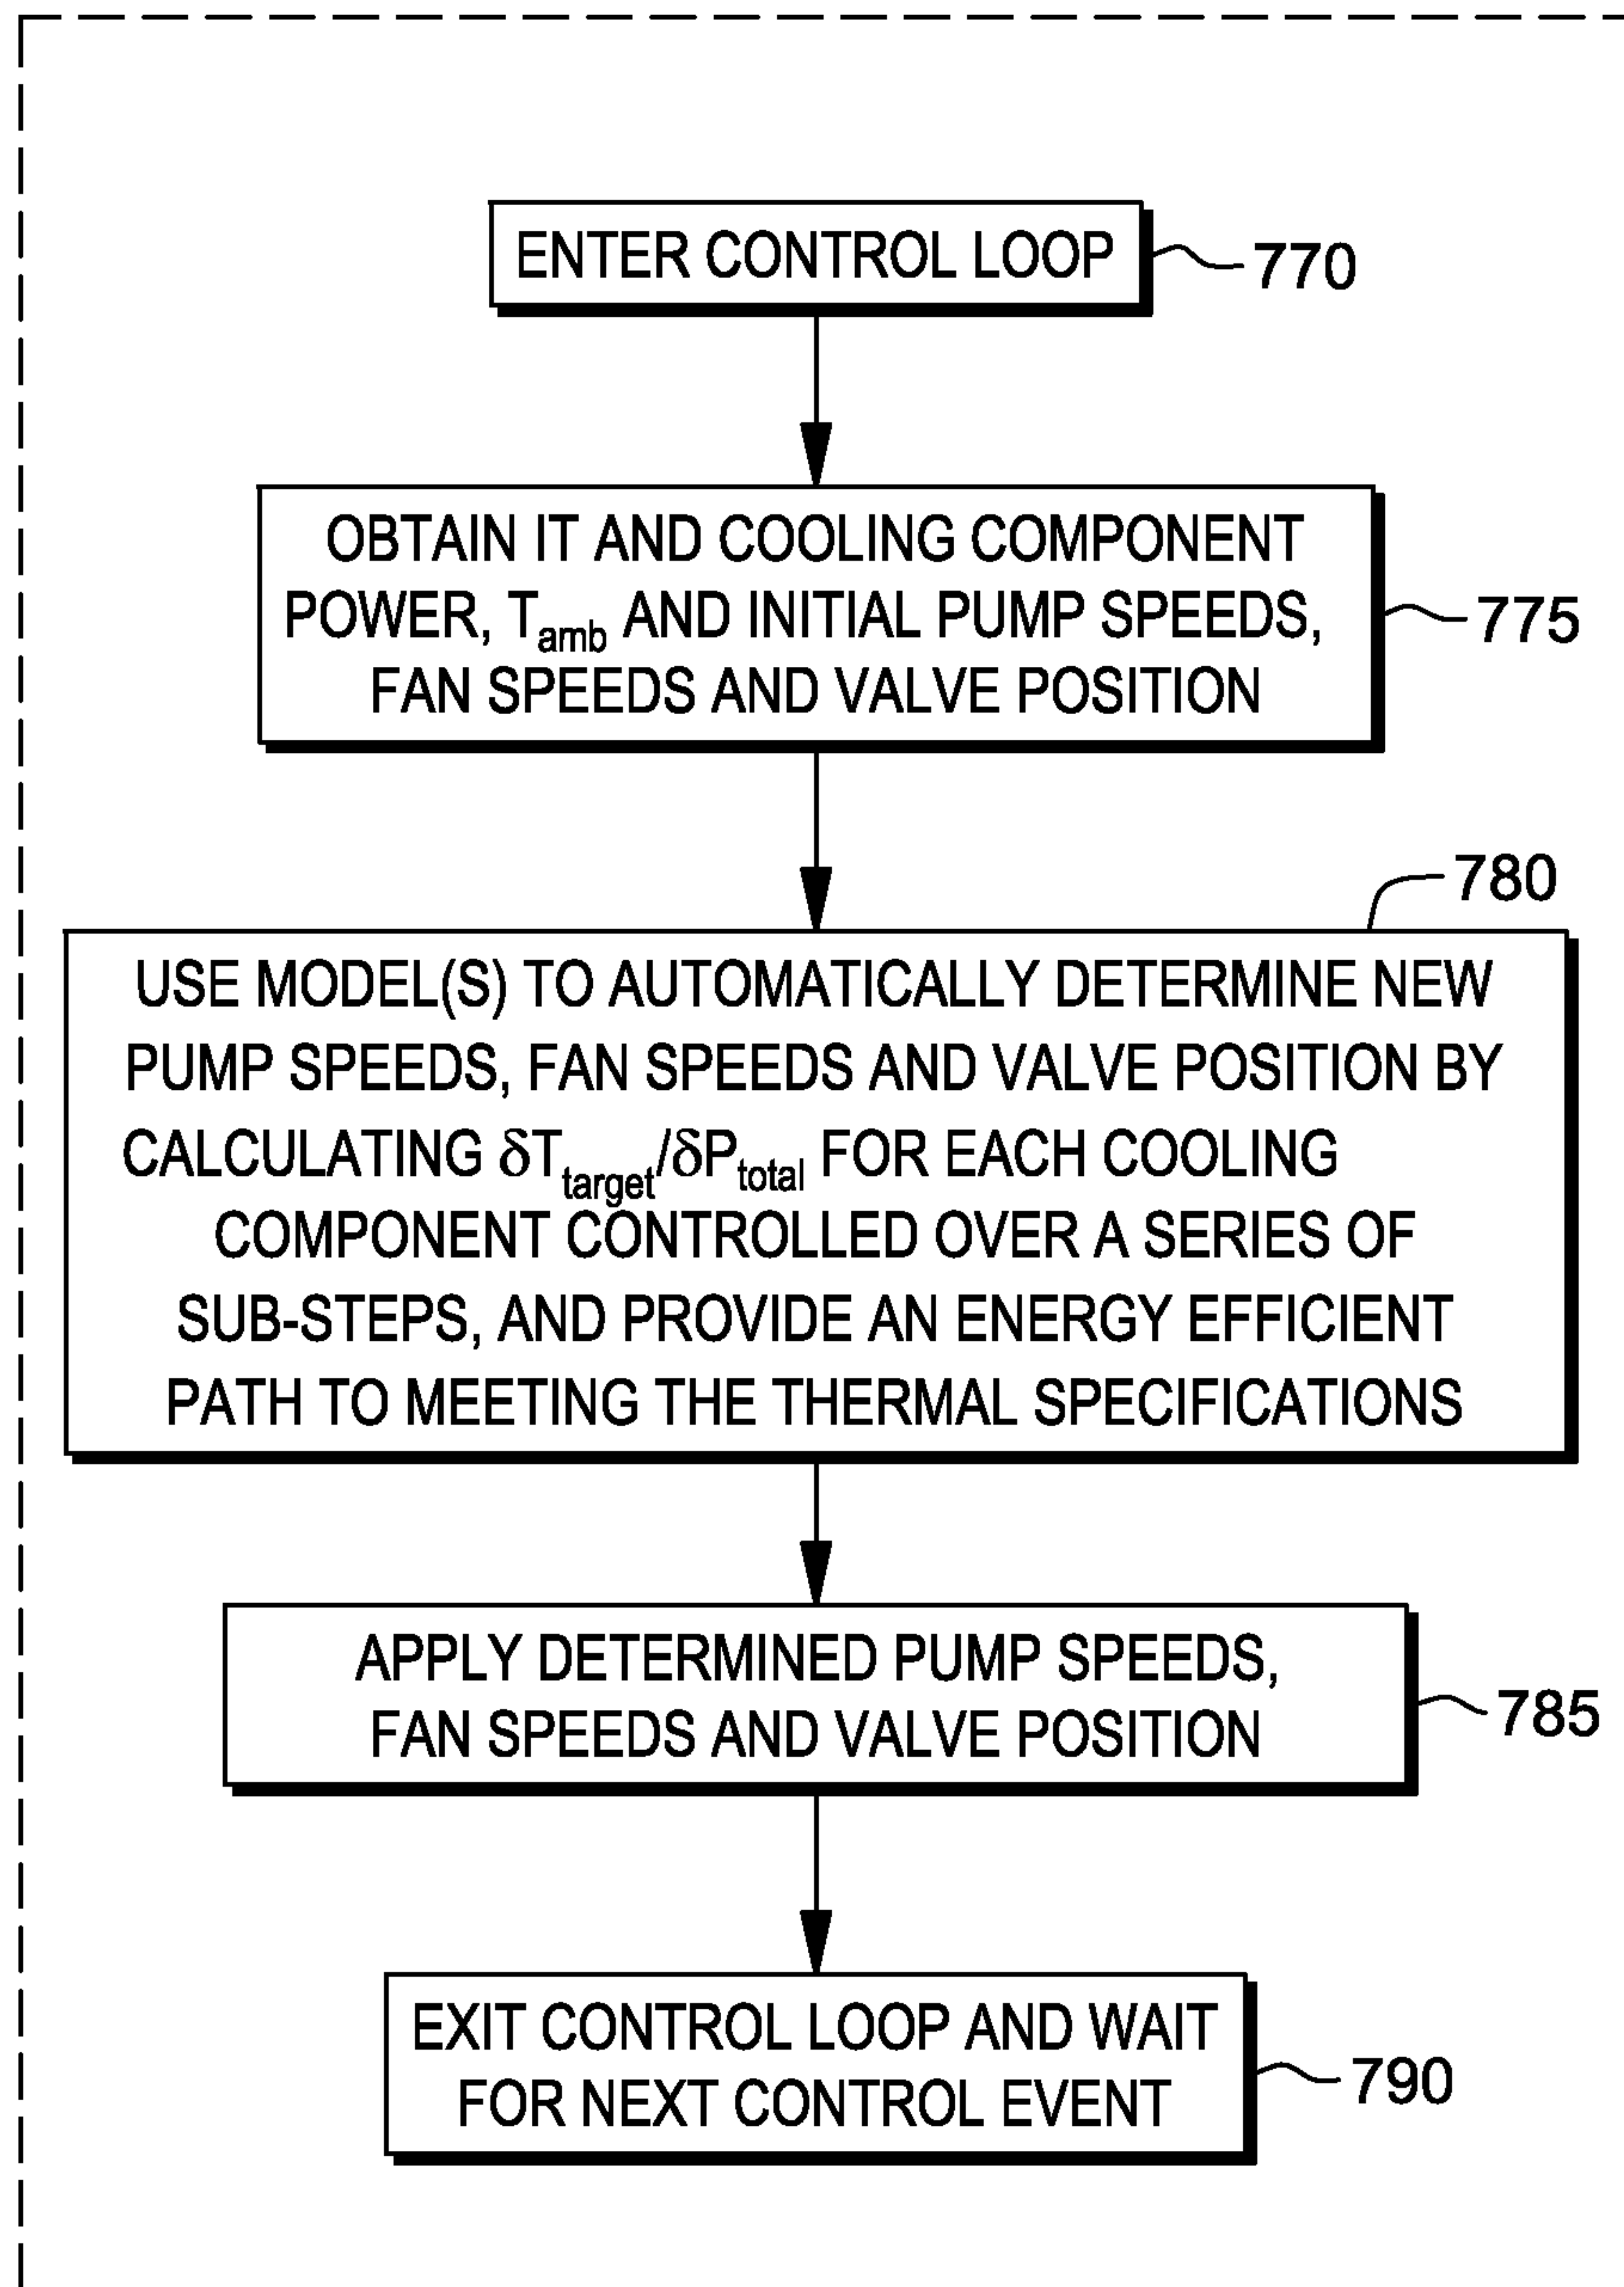 ENTER CONTROL LOOP
770
OBTAIN IT AND COOLING COMPONENT
POWER, Tamb AND INITIAL PUMP SPEEDS,
FAN SPEEDS AND VALVE POSITION
775
780
USE MODEL(S) TO AUTOMATICALLY DETERMINE NEW
PUMP SPEEDS, FAN SPEEDS AND VALVE POSITION BY
CALCULATING δTtarget/δPtotal FOR EACH COOLING
COMPONENT CONTROLLED OVER A SERIES OF
SUB-STEPS, AND PROVIDE AN ENERGY EFFICIENT
PATH TO MEETING THE THERMAL SPECIFICATIONS
APPLY DETERMINED PUMP SPEEDS,
FAN SPEEDS AND VALVE POSITION
785
EXIT CONTROL LOOP AND WAIT
FOR NEXT CONTROL EVENT
790